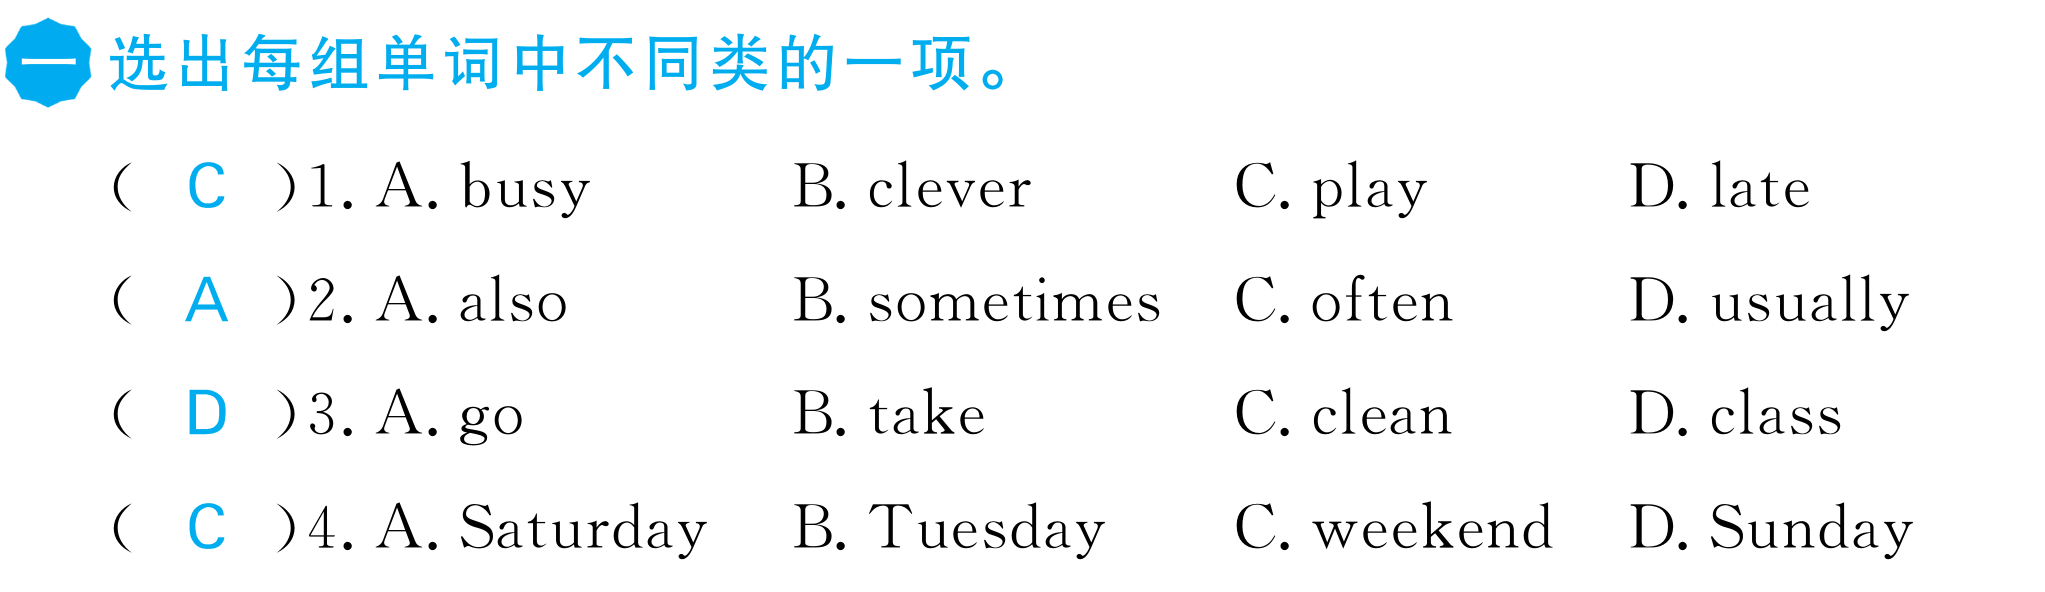 一 选出每组单词中不同类的一项。
( C )1. A. busy B. clever C. play D. late
( A )2. A. also B. sometimes C. often D. usually
( D )3. A. go B. take C. clean D. class
( C )4. A. Saturday B. Tuesday C. weekend D. Sunday